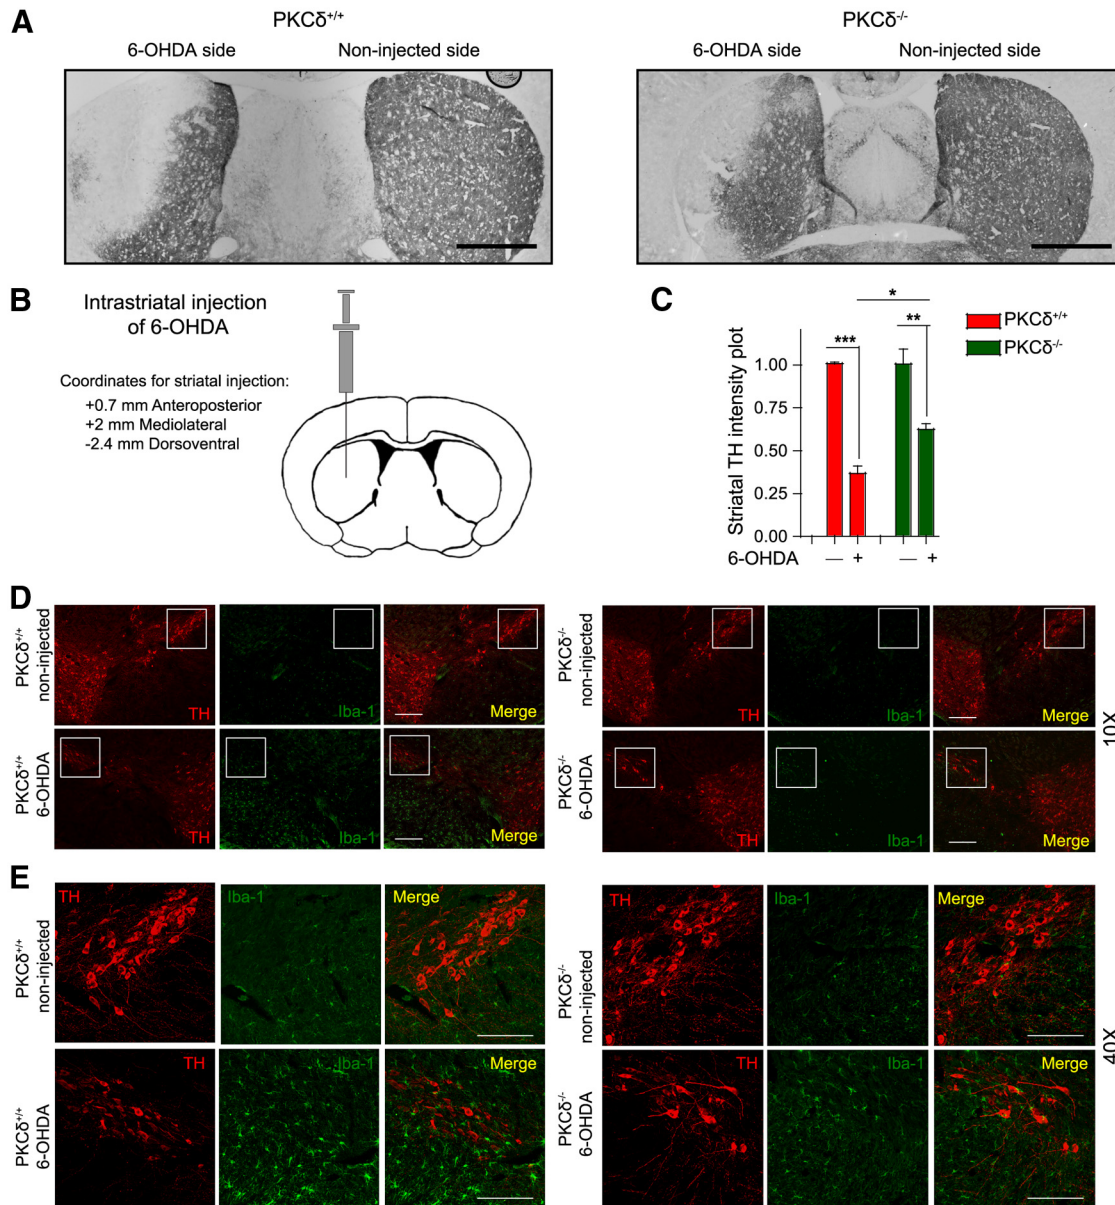 A
PKCδ+/+
6-OHDA side
Non-injected side
PKCδ-/-
6-OHDA side
Non-injected side
B
Intrastriatal injection
of 6-OHDA
Coordinates for striatal injection:
+0.7 mm Anteroposterior
+2 mm Mediolateral
-2.4 mm Dorsoventral
C
Striatal TH intensity plot
1.00
0.75
0.50
0.25
0.00
***
**
*
6-OHDA
— + — +
PKCδ+/+
PKCδ-/-
D
PKCδ+/+
non-injected
TH
Iba-1
Merge
PKCδ-/-
non-injected
TH
Iba-1
Merge
PKCδ+/+
6-OHDA
TH
Iba-1
Merge
PKCδ-/-
6-OHDA
TH
Iba-1
Merge
10X
E
PKCδ+/+
non-injected
TH
Iba-1
Merge
PKCδ-/-
non-injected
TH
Iba-1
Merge
PKCδ+/+
6-OHDA
TH
Iba-1
Merge
PKCδ-/-
6-OHDA
TH
Iba-1
Merge
40X